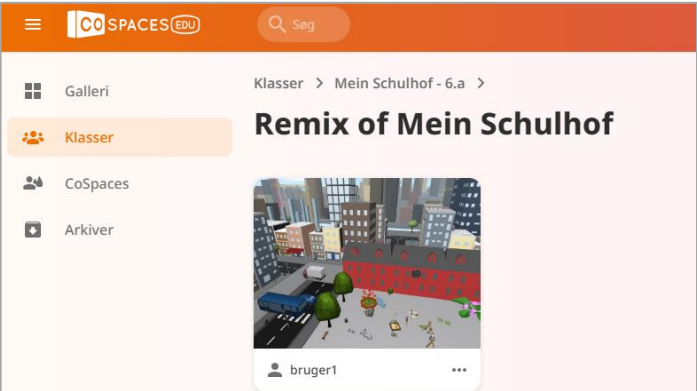 CO SPACES EDU
Søg
Galleri
Klasser
CoSpaces
Arkiver
Klasser > Mein Schulhof - 6.a >
Remix of Mein Schulhof
bruger1